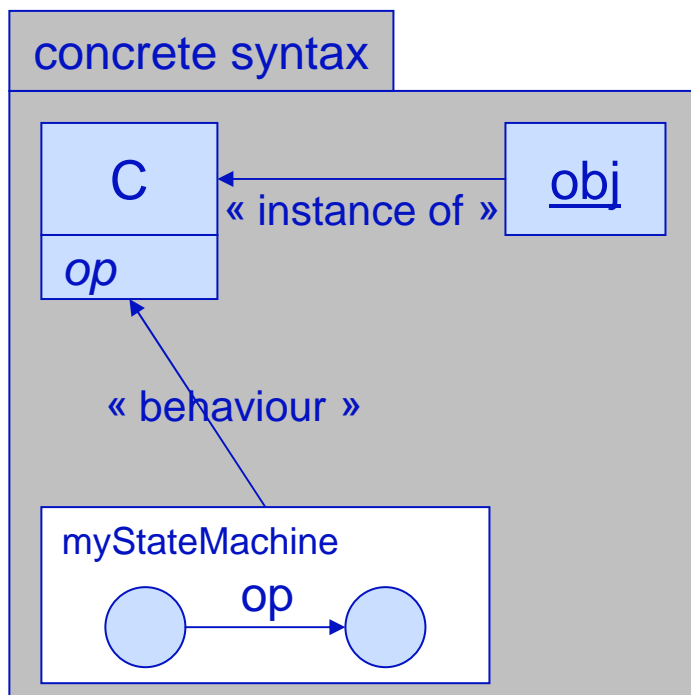 concrete syntax
C
obj
« instance of »
op
« behaviour »
myStateMachine
op